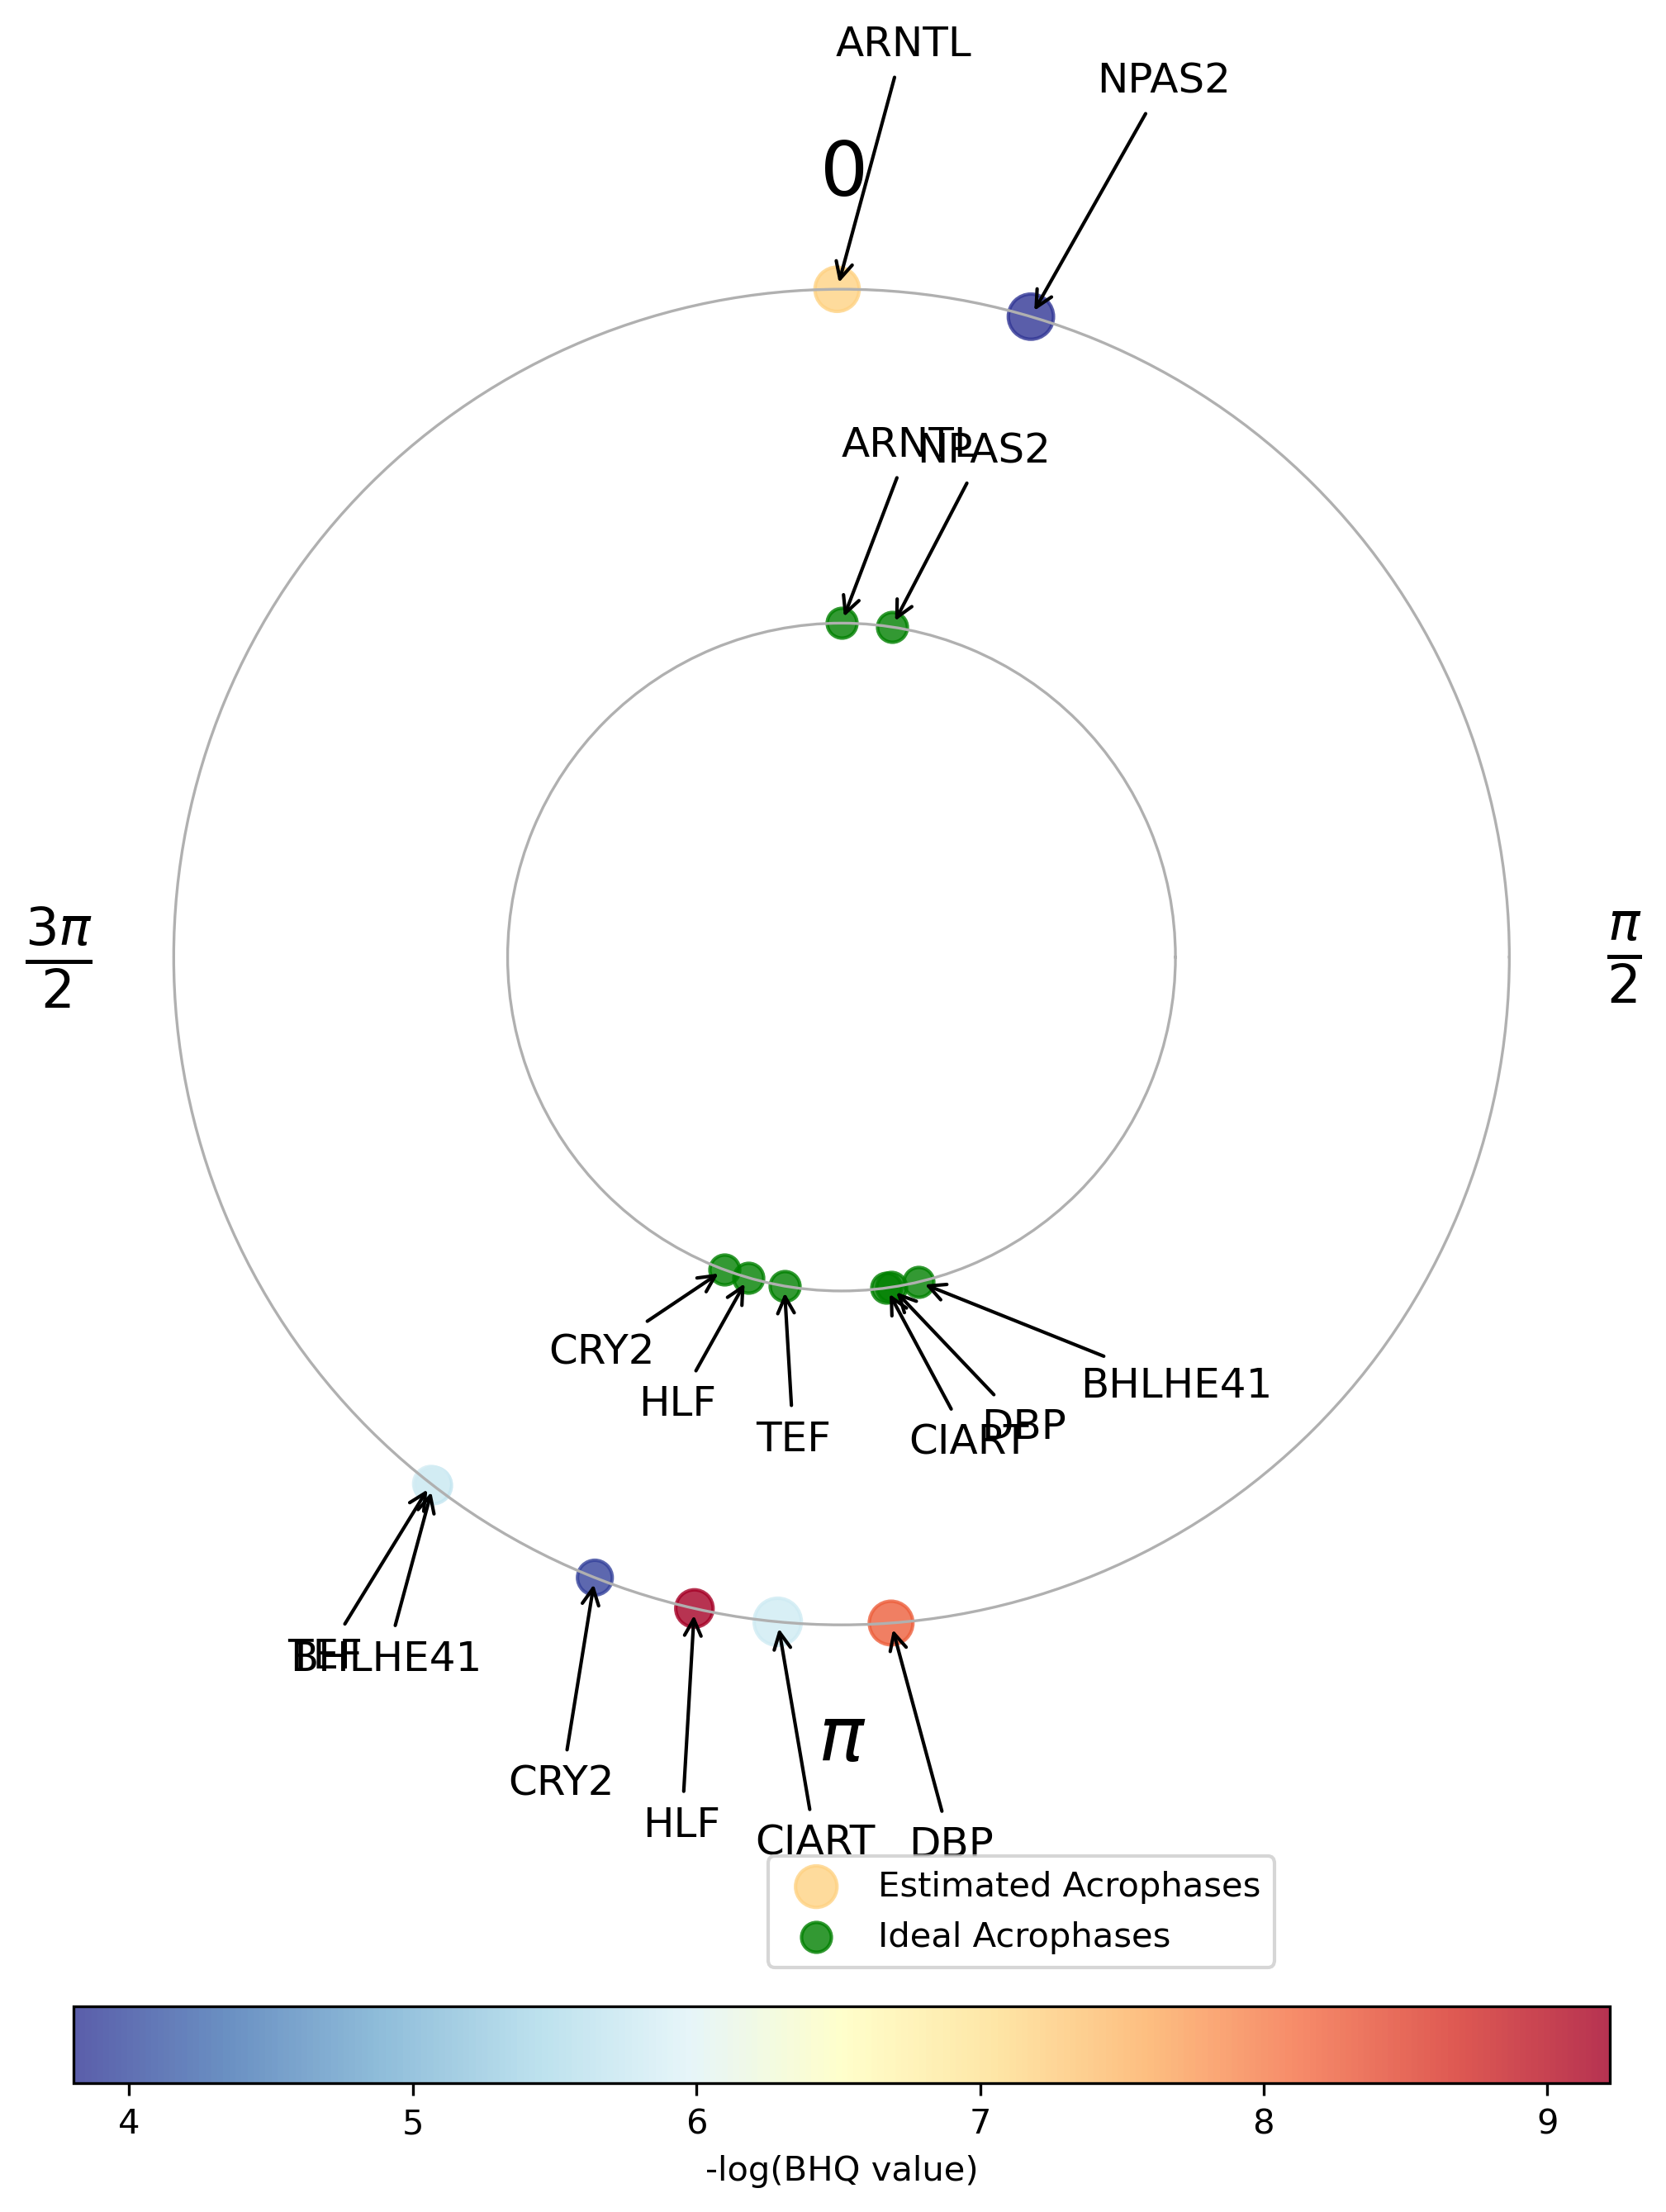 ARNTL
NPAS2
0
ARNTL
NPAS2
3π
2
π
2
CRY2
HLF
TEF
CIART
DBP
BHLHE41
TEF
BHLHE41
CRY2
HLF
π
CIART
DBP
Estimated Acrophases
Ideal Acrophases
4 5 6 7 8 9
-log(BHQ value)